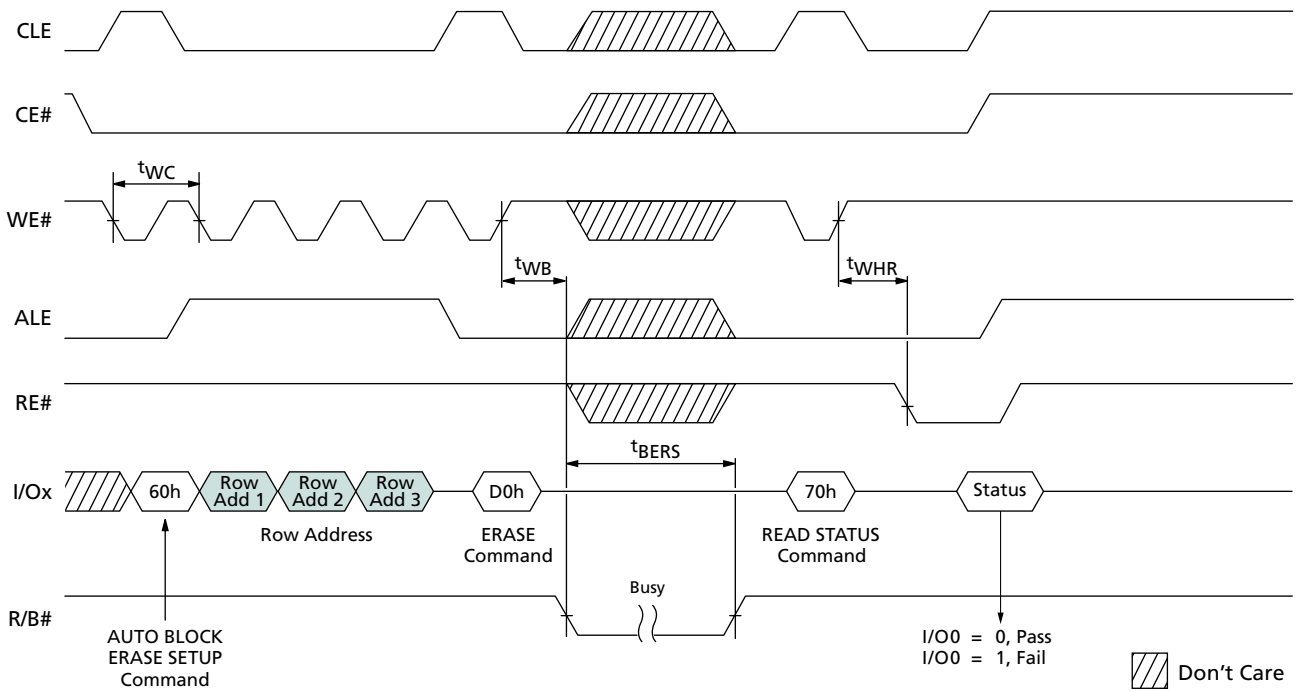 CLE
CE#
tWC
WE#
tWB
tWHR
ALE
RE#
tBERS
I/Ox
60h
Row
Add 1
Row
Add 2
Row
Add 3
D0h
70h
Status
Row Address
ERASE
Command
READ STATUS
Command
R/B#
Busy
AUTO BLOCK
ERASE SETUP
Command
I/O0 = 0, Pass
I/O0 = 1, Fail
Don't Care